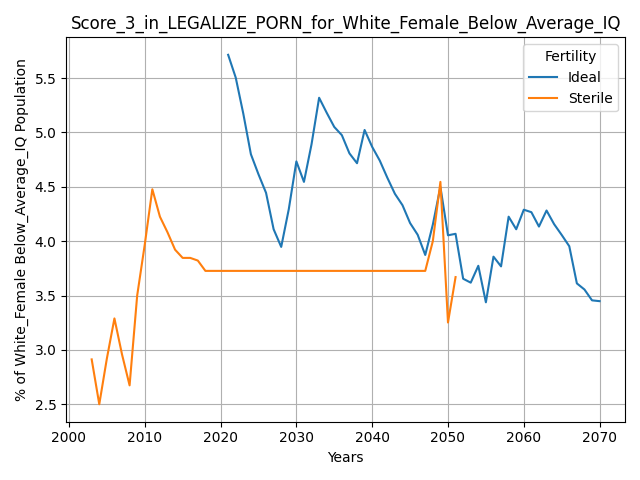 Score_3_in_LEGALIZE_PORN_for_White_Female_Below_Average_IQ
% of White_Female Below_Average_IQ Population
5.5
5.0
4.5
4.0
3.5
3.0
2.5
Fertility
Ideal
Sterile
2000 2010 2020 2030 2040 2050 2060 2070
Years